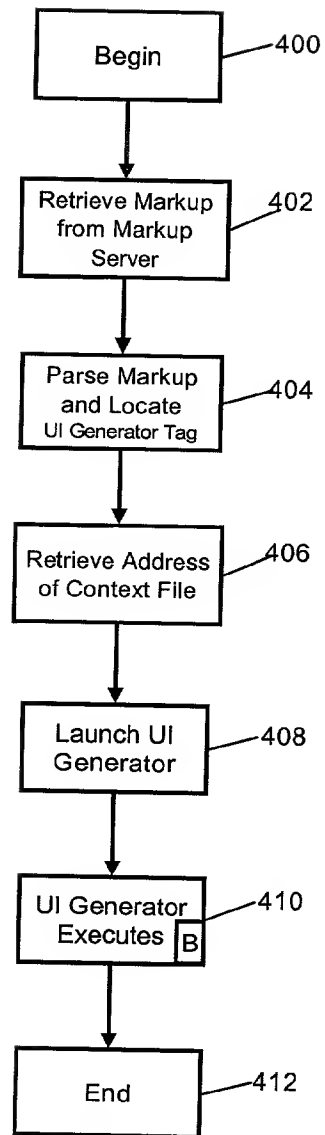 Begin
400
Retrieve Markup
from Markup
Server
402
Parse Markup
and Locate
UI Generator Tag
404
Retrieve Address
of Context File
406
Launch UI
Generator
408
UI Generator
Executes
B
410
End
412